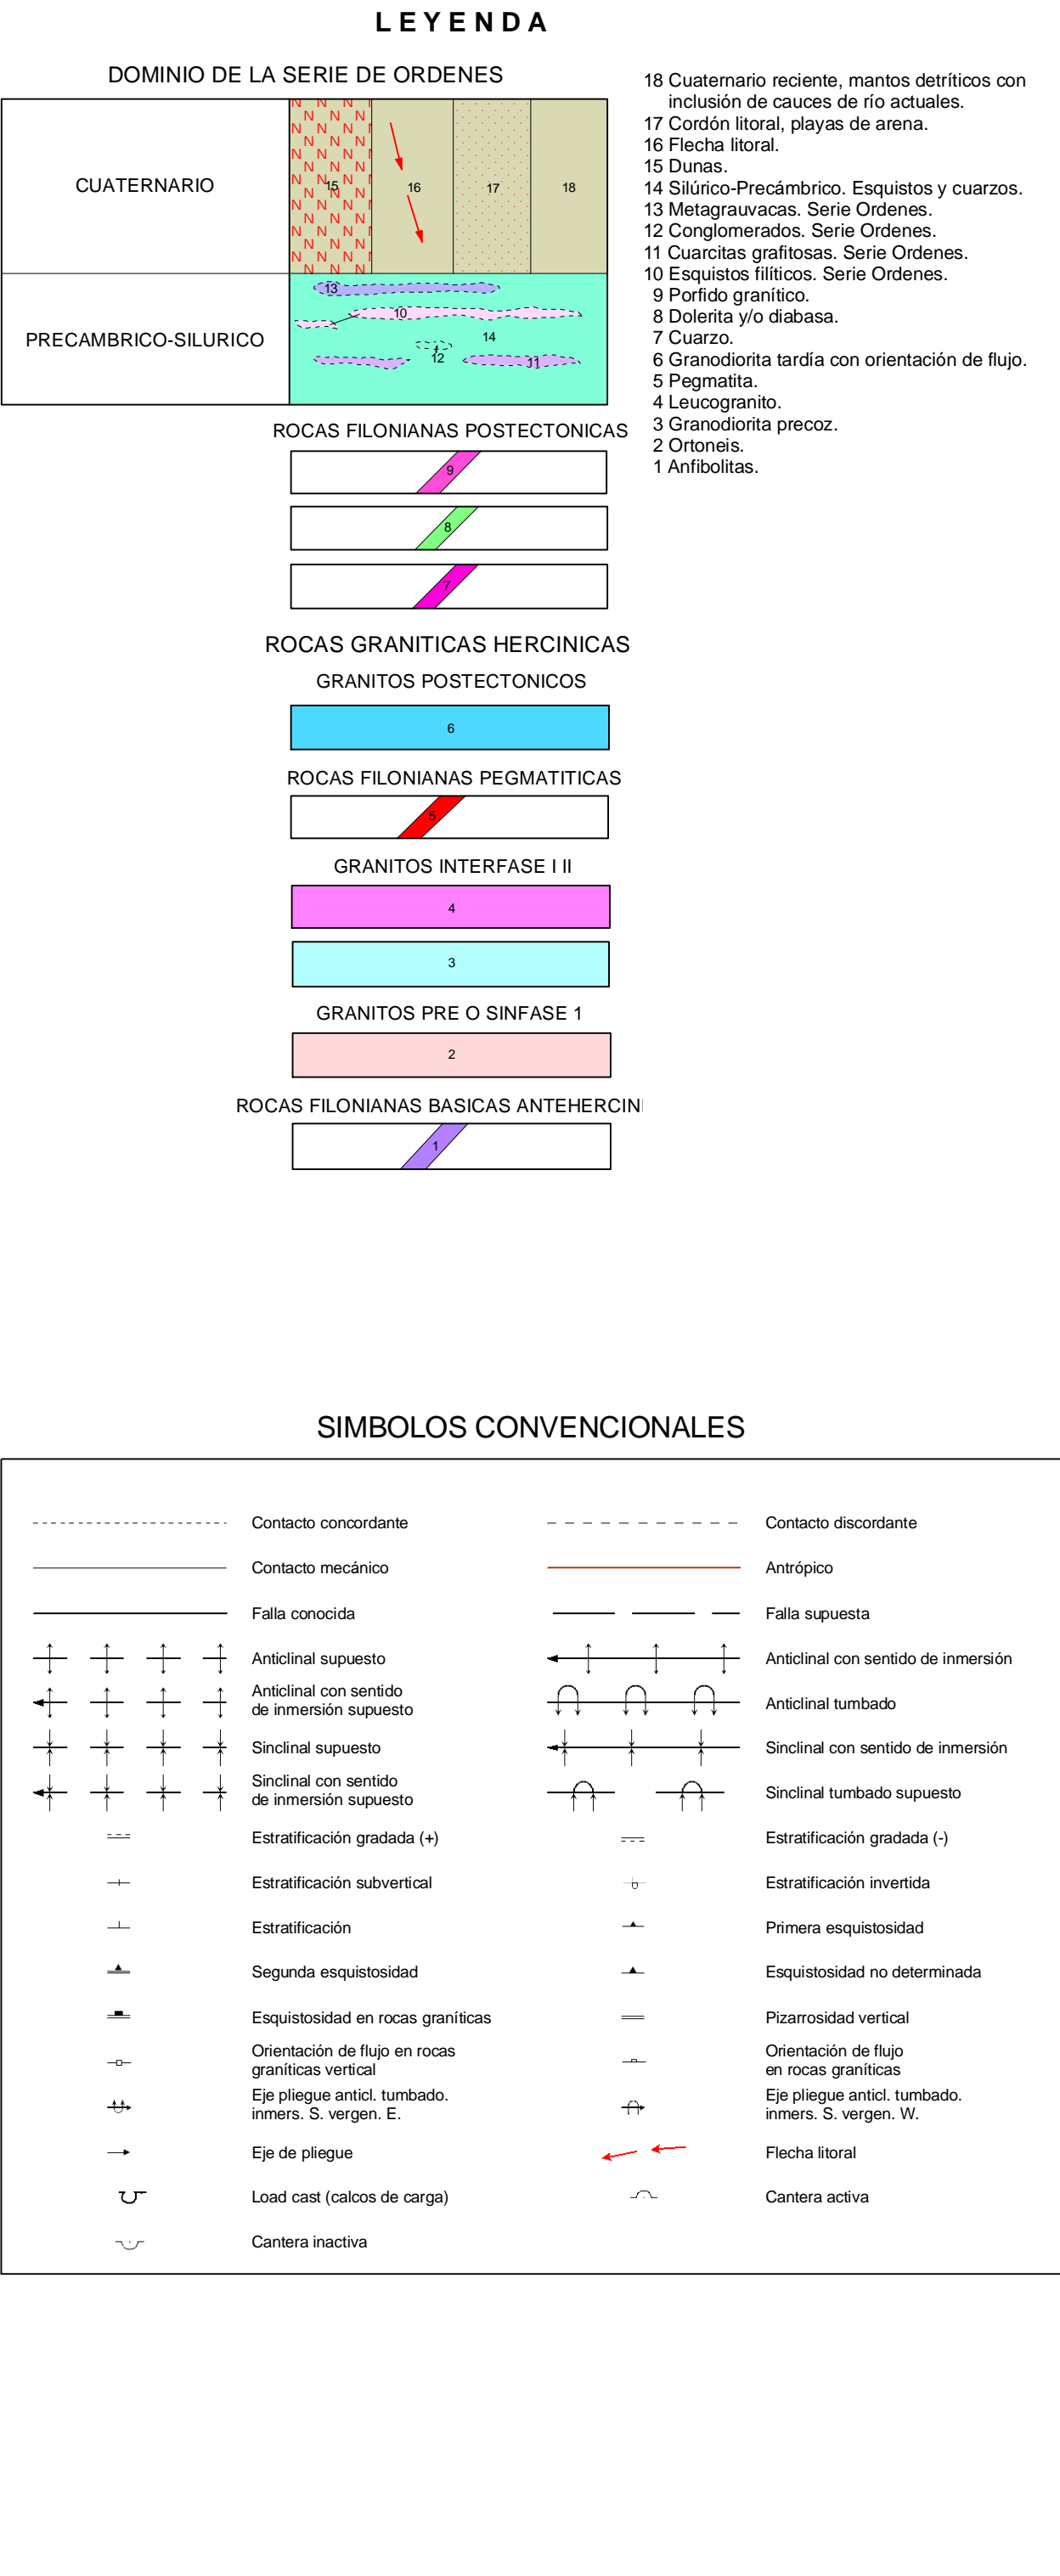 L E Y E N D A
DOMINIO DE LA SERIE DE ORDENES
CUATERNARIO
15
16
17
18
PRECAMBRICO-SILURICO
13
10
14
12
11
18 Cuaternario reciente, mantos detríticos con
inclusión de cauces de río actuales.
17 Cordón litoral, playas de arena.
16 Flecha litoral.
15 Dunas.
14 Silúrico-Precámbrico. Esquistos y cuarzos.
13 Metagrauvacas. Serie Ordenes.
12 Conglomerados. Serie Ordenes.
11 Cuarcitas grafitosas. Serie Ordenes.
10 Esquistos filíticos. Serie Ordenes.
9 Porfido granítico.
8 Dolerita y/o diabasa.
7 Cuarzo.
6 Granodiorita tardía con orientación de flujo.
5 Pegmatita.
4 Leucogranito.
3 Granodiorita precoz.
2 Ortoneis.
1 Anfibolitas.
ROCAS FILONIANAS POSTECTONICAS
9
8
7
ROCAS GRANITICAS HERCINICAS
GRANITOS POSTECTONICOS
6
ROCAS FILONIANAS PEGMATITICAS
5
GRANITOS INTERFASE I II
4
3
GRANITOS PRE O SINFASE 1
2
ROCAS FILONIANAS BASICAS ANTEHERCINI
1
SIMBOLOS CONVENCIONALES
Contacto concordante
Contacto discordante
Contacto mecánico
Antrópico
Falla conocida
Falla supuesta
Anticlinal supuesto
Anticlinal con sentido de inmersión
Anticlinal con sentido
de inmersión supuesto
Anticlinal tumbado
Sinclinal supuesto
Sinclinal con sentido de inmersión
Sinclinal con sentido
de inmersión supuesto
Sinclinal tumbado supuesto
Estratificación gradada (+)
Estratificación gradada (-)
Estratificación subvertical
Estratificación invertida
Estratificación
Primera esquistosidad
Segunda esquistosidad
Esquistosidad no determinada
Esquistosidad en rocas graníticas
Pizarrosidad vertical
Orientación de flujo en rocas
graníticas vertical
Orientación de flujo
en rocas graníticas
Eje pliegue anticl. tumbado.
inmers. S. vergen. E.
Eje pliegue anticl. tumbado.
inmers. S. vergen. W.
Eje de pliegue
Flecha litoral
Load cast (calcos de carga)
Cantera activa
Cantera inactiva